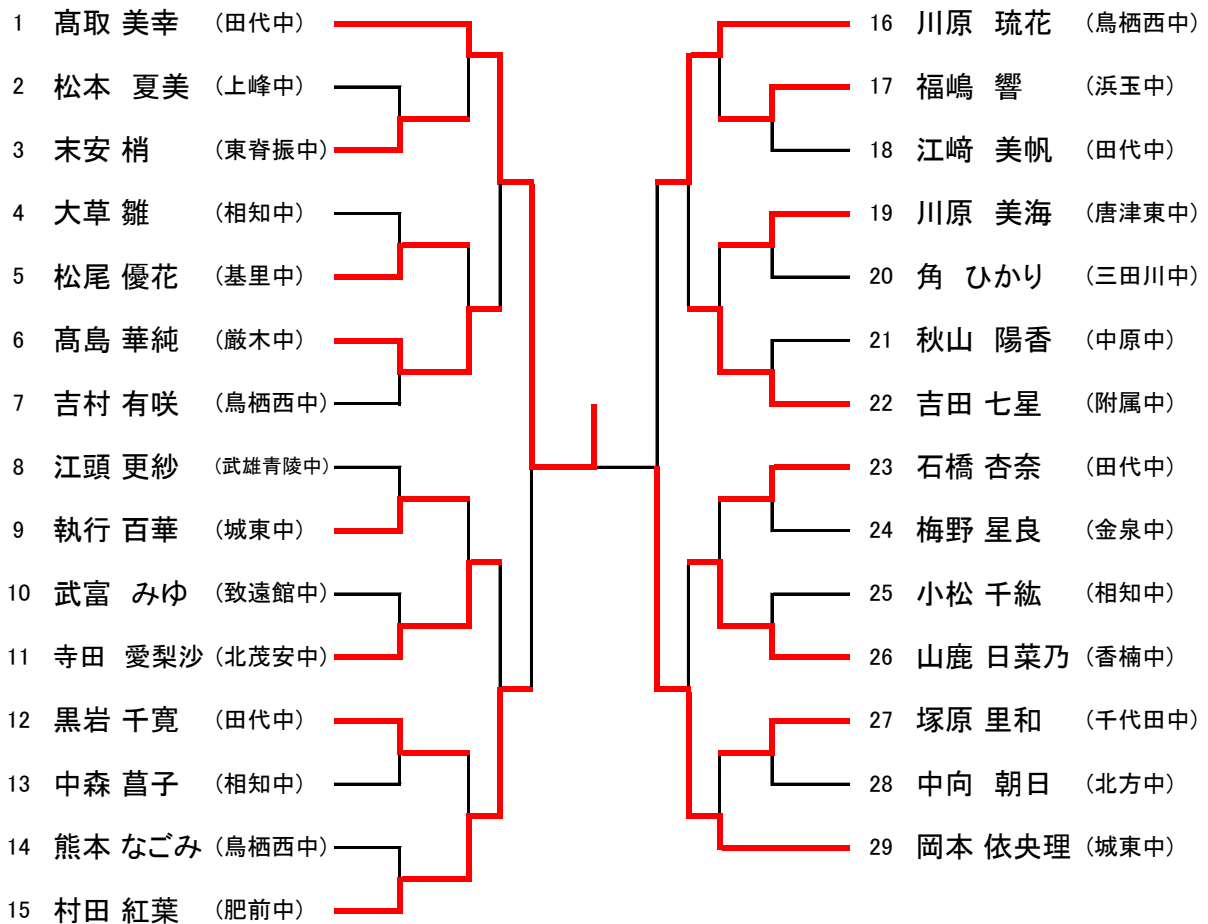 1 髙取 美幸 (田代中)
2 松本 夏美 (上峰中)
3 末安 梢 (東脊振中)
4 大草 雛 (相知中)
5 松尾 優花 (基里中)
6 髙島 華純 (厳木中)
7 吉村 有咲 (鳥栖西中)
8 江頭 更紗 (武雄青陵中)
9 執行 百華 (城東中)
10 武富 みゆ (致遠館中)
11 寺田 愛梨沙 (北茂安中)
12 黒岩 千寛 (田代中)
13 中森 菖子 (相知中)
14 熊本 なごみ (鳥栖西中)
15 村田 紅葉 (肥前中)
16 川原 琉花 (鳥栖西中)
17 福嶋 響 (浜玉中)
18 江﨑 美帆 (田代中)
19 川原 美海 (唐津東中)
20 角 ひかり (三田川中)
21 秋山 陽香 (中原中)
22 吉田 七星 (附属中)
23 石橋 杏奈 (田代中)
24 梅野 星良 (金泉中)
25 小松 千紘 (相知中)
26 山鹿 日菜乃 (香楠中)
27 塚原 里和 (千代田中)
28 中向 朝日 (北方中)
29 岡本 依央理 (城東中)